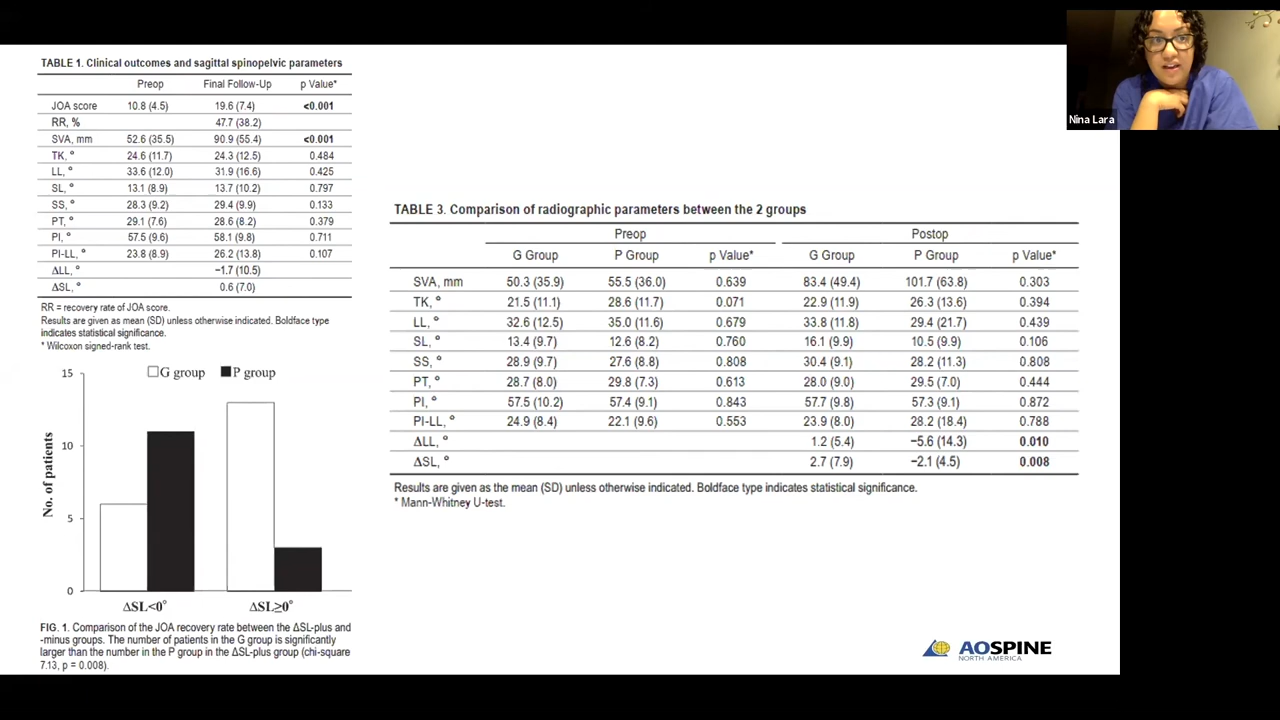 TABLE 1. Clinical outcomes and sagittal spinopelvic parameters
Preop Final Follow-Up p Value*
JOA score 10.8 (4.5) 19.6 (7.4) <0.001
RR, % 47.7 (38.2)
SVA, mm 52.6 (35.5) 90.9 (55.4) <0.001
TK, ° 24.6 (11.7) 24.3 (12.5) 0.484
LL, ° 33.6 (12.0) 31.9 (16.6) 0.425
SL, ° 13.1 (8.9) 13.7 (10.2) 0.797
SS, ° 28.3 (9.2) 29.4 (9.9) 0.133
PT, ° 29.1 (7.6) 28.6 (8.2) 0.379
PI, ° 57.5 (9.6) 58.1 (9.8) 0.711
PI-LL, ° 23.8 (8.9) 26.2 (13.8) 0.107
ΔLL, ° −1.7 (10.5)
ΔSL, ° 0.6 (7.0)
RR = recovery rate of JOA score.
Results are given as mean (SD) unless otherwise indicated. Boldface type
indicates statistical significance.
* Wilcoxon signed-rank test.
G group P group
15
10
5
0
No. of patients
ΔSL<0° ΔSL≥0°
FIG. 1. Comparison of the JOA recovery rate between the ΔSL-plus and
-minus groups. The number of patients in the G group is significantly
larger than the number in the P group in the ΔSL-plus group (chi-square
7.13, p = 0.008).
TABLE 3. Comparison of radiographic parameters between the 2 groups
Preop Postop
G Group P Group p Value* G Group P Group p Value*
SVA, mm 50.3 (35.9) 55.5 (36.0) 0.639 83.4 (49.4) 101.7 (63.8) 0.303
TK, ° 21.5 (11.1) 28.6 (11.7) 0.071 22.9 (11.9) 26.3 (13.6) 0.394
LL, ° 32.6 (12.5) 35.0 (11.6) 0.679 33.8 (11.8) 29.4 (21.7) 0.439
SL, ° 13.4 (9.7) 12.6 (8.2) 0.760 16.1 (9.9) 10.5 (9.9) 0.106
SS, ° 28.9 (9.7) 27.6 (8.8) 0.808 30.4 (9.1) 28.2 (11.3) 0.808
PT, ° 28.7 (8.0) 29.8 (7.3) 0.613 28.0 (9.0) 29.5 (7.0) 0.444
PI, ° 57.5 (10.2) 57.4 (9.1) 0.843 57.7 (9.8) 57.3 (9.1) 0.872
PI-LL, ° 24.9 (8.4) 22.1 (9.6) 0.553 23.9 (8.0) 28.2 (18.4) 0.788
ΔLL, ° 1.2 (5.4) −5.6 (14.3) 0.010
ΔSL, ° 2.7 (7.9) −2.1 (4.5) 0.008
Results are given as the mean (SD) unless otherwise indicated. Boldface type indicates statistical significance.
* Mann-Whitney U-test.
AOSPINE
NORTH AMERICA
Nina Lara